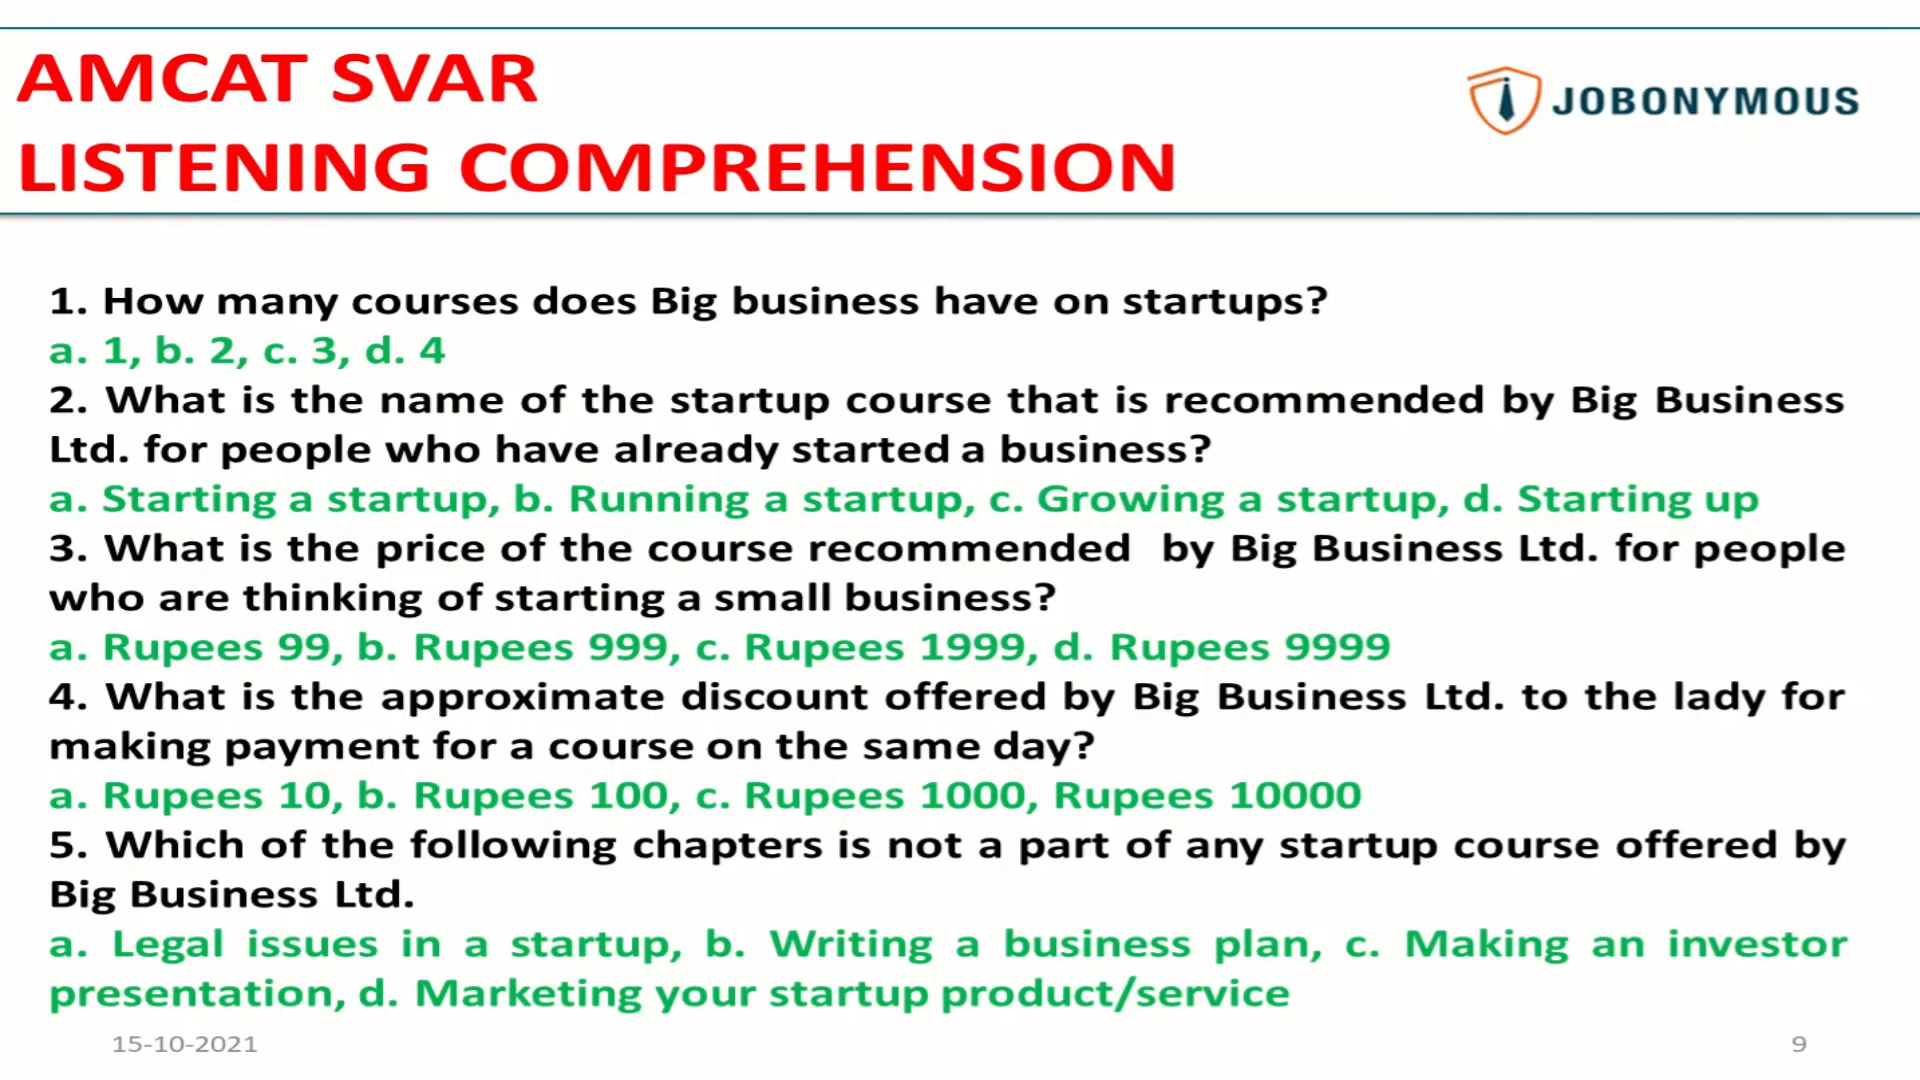 AMCAT SVAR
LISTENING COMPREHENSION
JOBONYMOUS
1. How many courses does Big business have on startups?
a. 1, b. 2, c. 3, d. 4
2. What is the name of the startup course that is recommended by Big Business
Ltd. for people who have already started a business?
a. Starting a startup, b. Running a startup, c. Growing a startup, d. Starting up
3. What is the price of the course recommended by Big Business Ltd. for people
who are thinking of starting a small business?
a. Rupees 99, b. Rupees 999, c. Rupees 1999, d. Rupees 9999
4. What is the approximate discount offered by Big Business Ltd. to the lady for
making payment for a course on the same day?
a. Rupees 10, b. Rupees 100, c. Rupees 1000, Rupees 10000
5. Which of the following chapters is not a part of any startup course offered by
Big Business Ltd.
a. Legal issues in a startup, b. Writing a business plan, c. Making an investor
presentation, d. Marketing your startup product/service
15-10-2021
9